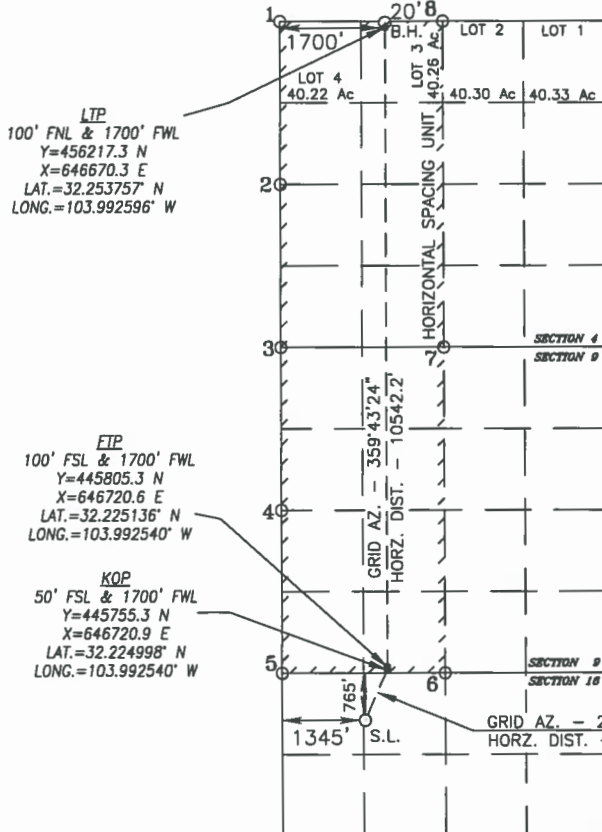 1
20'
8
1700'
B.H.
LOT 3
40.26 Ac
LOT 2
LOT 1
LOT 4
40.22 Ac
40.30 Ac
40.33 Ac
LTP
100' FNL & 1700' FWL
Y=456217.3 N
X=646670.3 E
LAT.=32.253757° N
LONG.=103.992596° W
2
HORIZONTAL SPACING UNIT
3
7
SECTION 4
SECTION 9
GRID AZ. - 359°43'24"
HORZ. DIST. - 10542.2'
FTP
100' FSL & 1700' FWL
Y=445805.3 N
X=646720.6 E
LAT.=32.225136° N
LONG.=103.992540° W
4
KOP
50' FSL & 1700' FWL
Y=445755.3 N
X=646720.9 E
LAT.=32.224998° N
LONG.=103.992540° W
5
6
SECTION 9
SECTION 16
765'
1345'
S.L.
GRID AZ. - 2
HORZ. DIST. -